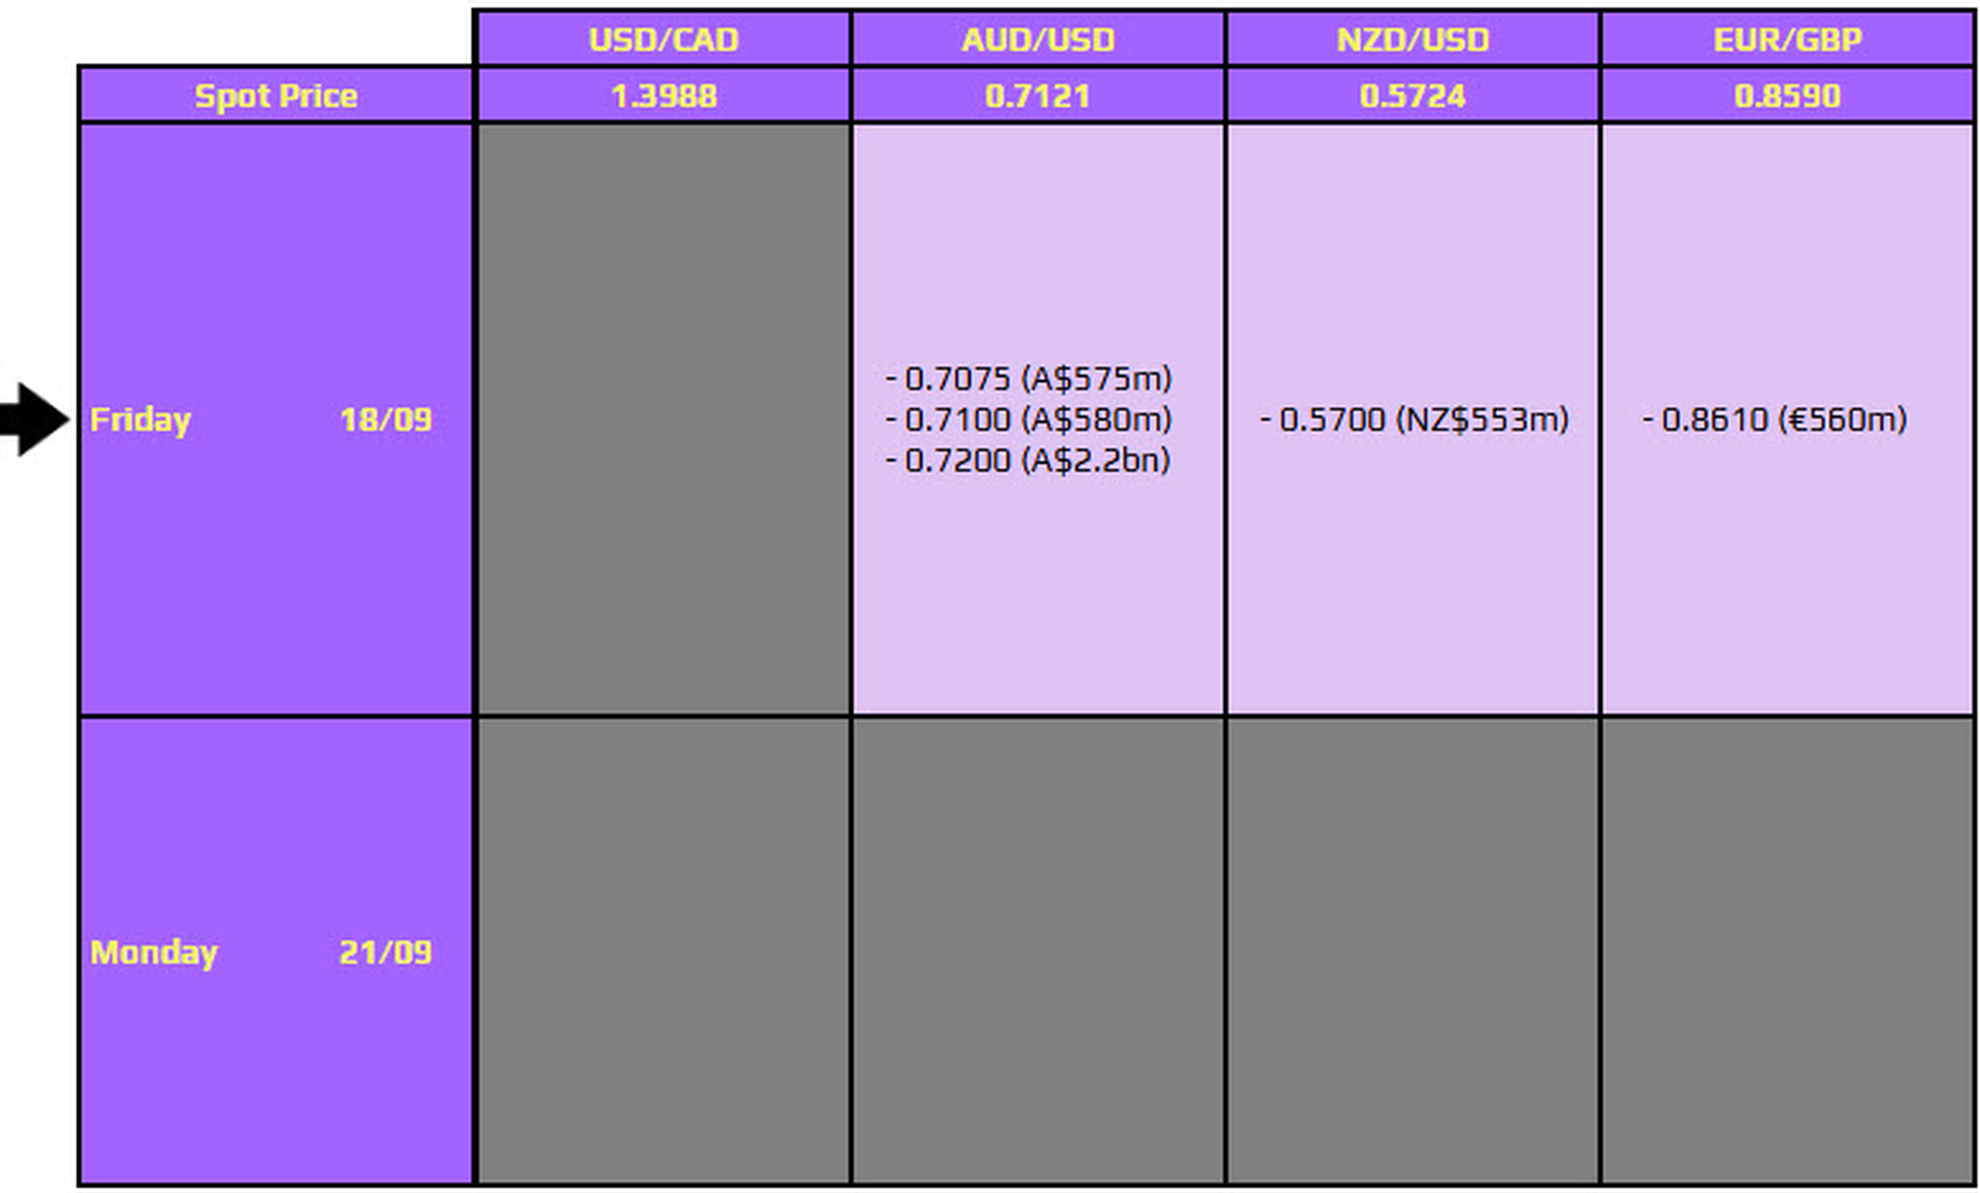 USD/CAD AUD/USD NZD/USD EUR/GBP
Spot Price 1.3988 0.7121 0.5724 0.8590
- 0.7075 (A$575m)
Friday 18/09 - 0.7100 (A$580m) - 0.5700 (NZ$553m) - 0.8610 (€560m)
- 0.7200 (A$2.2bn)
Monday 21/09